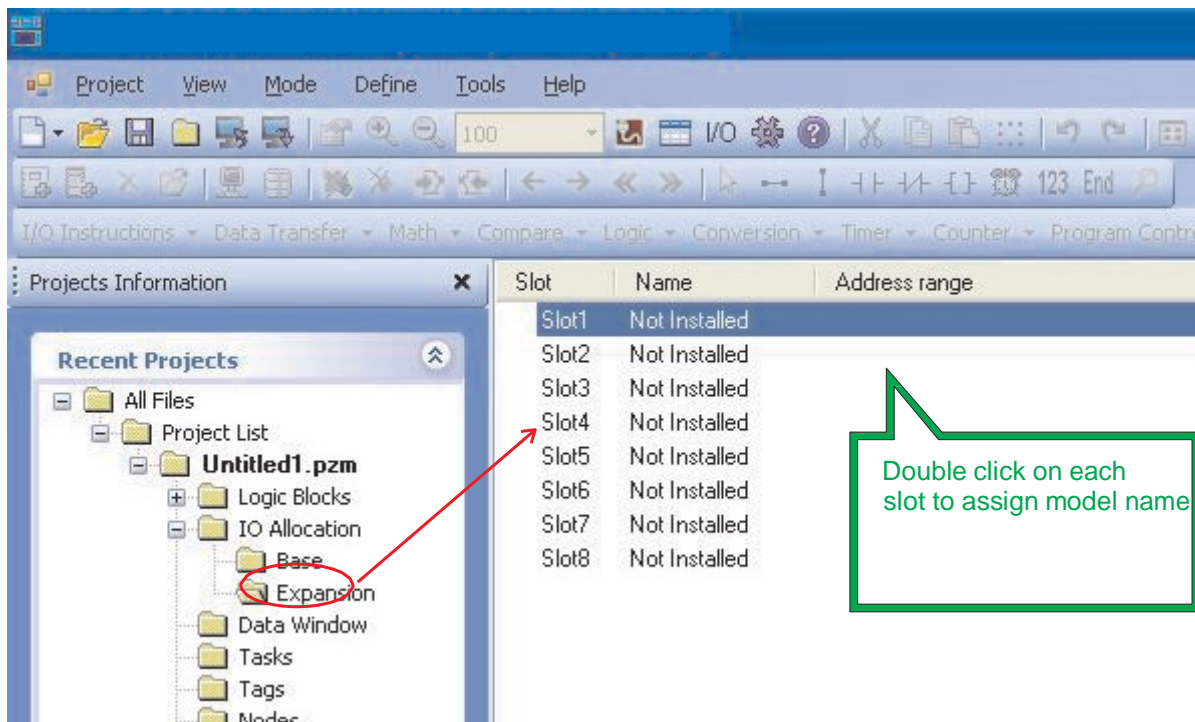 Project View Mode Define Tools Help
100 I/O
123 End
I/O Instructions Data Transfer Math Compare Logic Conversion Timer Counter Program Contr
Projects Information
Recent Projects
All Files
Project List
Untitled1.pzm
Logic Blocks
IO Allocation
Base
Expansion
Data Window
Tasks
Tags
Nodes
Slot Name Address range
Slot1 Not Installed
Slot2 Not Installed
Slot3 Not Installed
Slot4 Not Installed
Slot5 Not Installed
Slot6 Not Installed
Slot7 Not Installed
Slot8 Not Installed
Double click on each
slot to assign model name